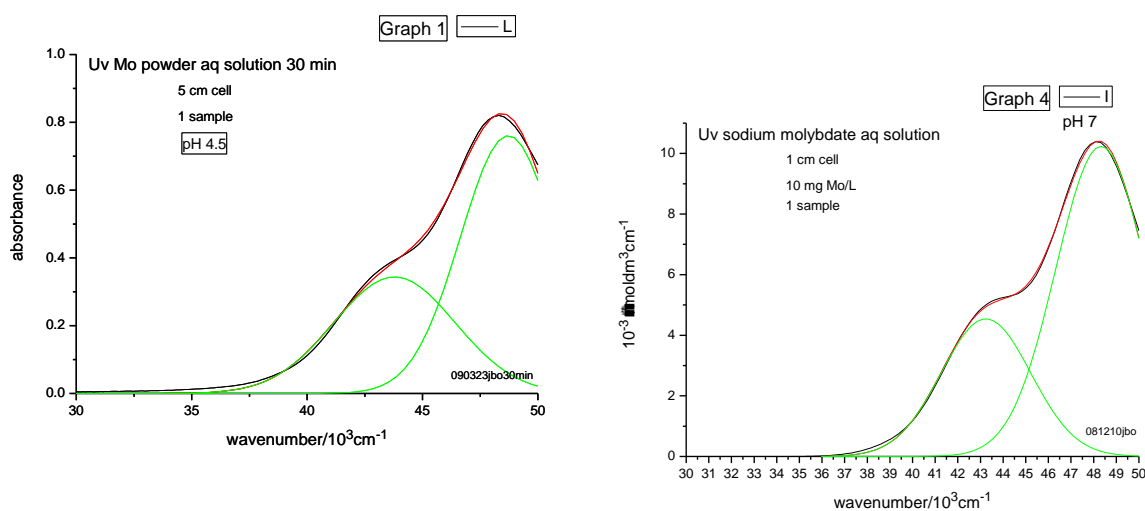 Graph 1
L
Uv Mo powder aq solution 30 min
5 cm cell
1 sample
pH 4.5
absorbance
1.0
0.8
0.6
0.4
0.2
0.0
090323jbo30min
30
40
45
50
wavenumber/10³cm⁻¹
Graph 4
I
pH 7
Uv sodium molybdate aq solution
1 cm cell
10 mg Mo/L
1 sample
10⁻³ moldm³cm⁻¹
10
8
6
4
2
0
081210jbo
30 31 32 33 34 35 36 37 39 40 41 42 43 44 45 46 47 48 49 50
wavenumber/10³cm⁻¹